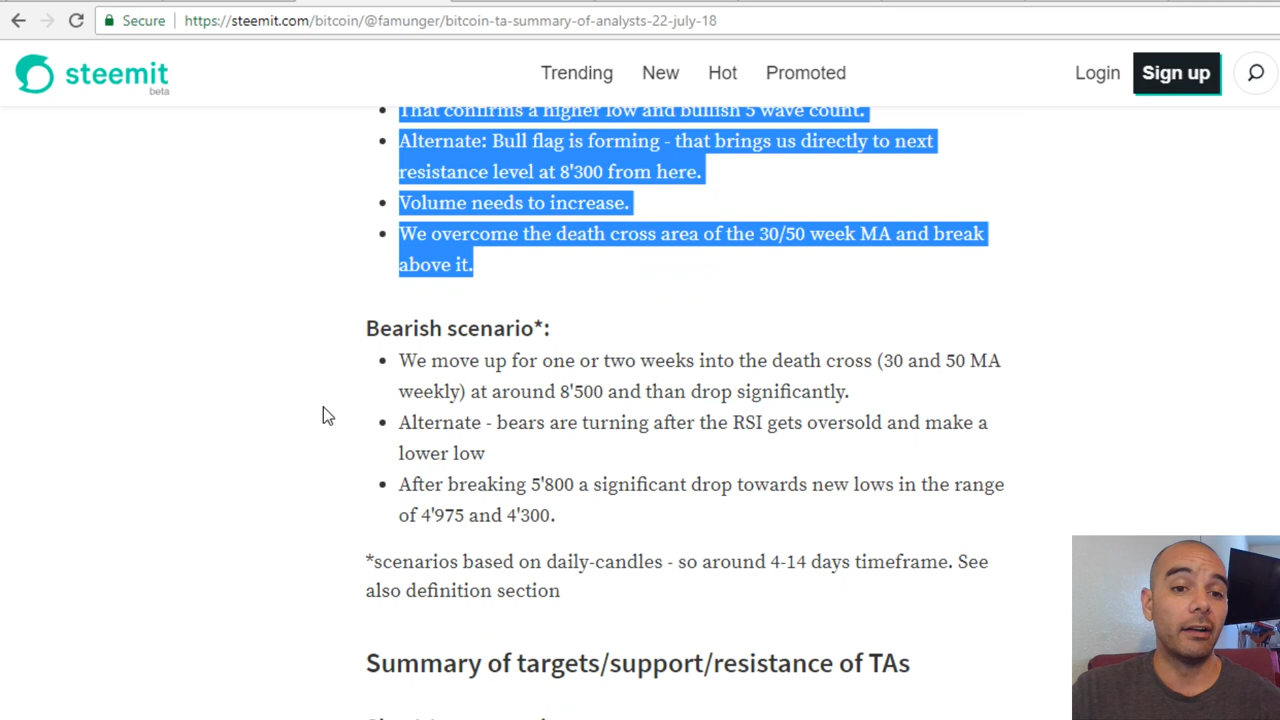 Secure
https://steemit.com/bitcoin/@famunger/bitcoin-ta-summary-of-analysts-22-july-18
steemit
beta
Trending New Hot Promoted
Login Sign up
That confirms a higher low and bullish 5 wave count.
Alternate: Bull flag is forming - that brings us directly to next
resistance level at 8'300 from here.
Volume needs to increase.
We overcome the death cross area of the 30/50 week MA and break
above it.
Bearish scenario*:
We move up for one or two weeks into the death cross (30 and 50 MA
weekly) at around 8'500 and than drop significantly.
Alternate - bears are turning after the RSI gets oversold and make a
lower low
After breaking 5'800 a significant drop towards new lows in the range
of 4'975 and 4'300.
*scenarios based on daily-candles - so around 4-14 days timeframe. See
also definition section
Summary of targets/support/resistance of TAs